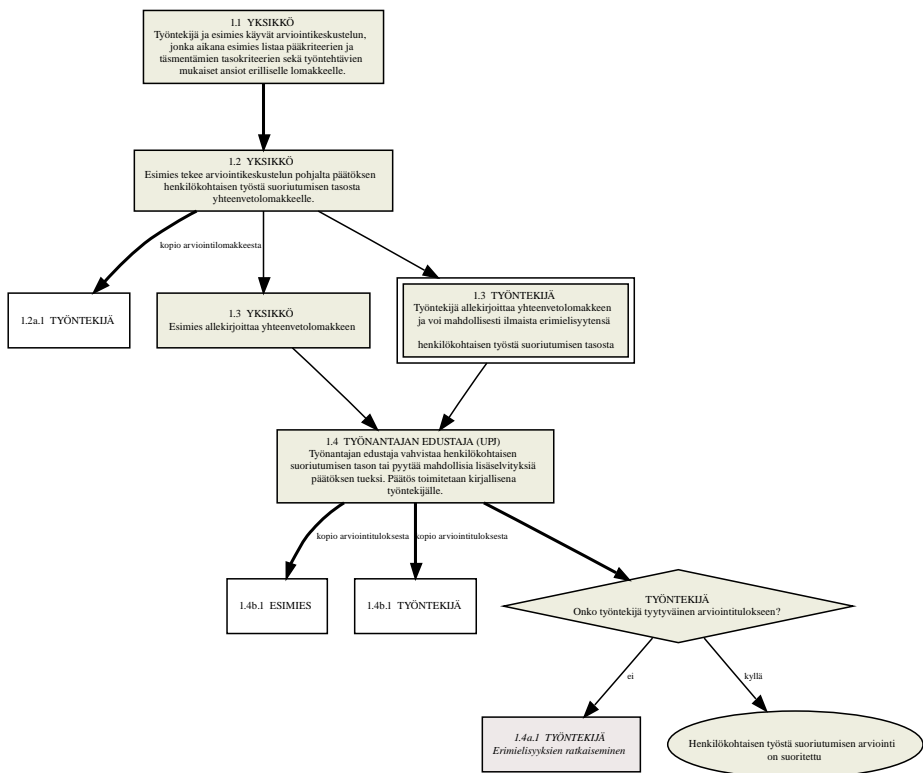 1.1 YKSIKKÖ
Työntekijä ja esimies käyvät arviointikeskustelun,
jonka aikana esimies listaa pääkriteerien ja
täsmentämien tasokriteerien sekä työntehtävien
mukaiset ansiot erilliselle lomakkeelle.
1.2 YKSIKKÖ
Esimies tekee arviointikeskustelun pohjalta päätöksen
henkilökohtaisen työstä suoriutumisen tasosta
yhteenvetolomakkeelle.
kopio arviointilomakkeesta
1.2a.1 TYÖNTEKIJÄ
1.3 YKSIKKÖ
Esimies allekirjoittaa yhteenvetolomakkeen
1.3 TYÖNTEKIJÄ
Työntekijä allekirjoittaa yhteenvetolomakkeen
ja voi mahdollisesti ilmaista erimielisyytensä
henkilökohtaisen työstä suoriutumisen tasosta
1.4 TYÖNANTAJAN EDUSTAJA (UPJ)
Työnantajan edustaja vahvistaa henkilökohtaisen
suoriutumisen tason tai pyytää mahdollisia lisäselvityksiä
päätöksen tueksi. Päätös toimitetaan kirjallisena
työntekijälle.
kopio arviointituloksesta
kopio arviointituloksesta
1.4b.1 ESIMIES
1.4b.1 TYÖNTEKIJÄ
TYÖNTEKIJÄ
Onko työntekijä tyytyväinen arviointitulokseen?
ei
kyllä
1.4a.1 TYÖNTEKIJÄ
Erimielisyyksien ratkaiseminen
Henkilökohtaisen työstä suoriutumisen arviointi
on suoritettu